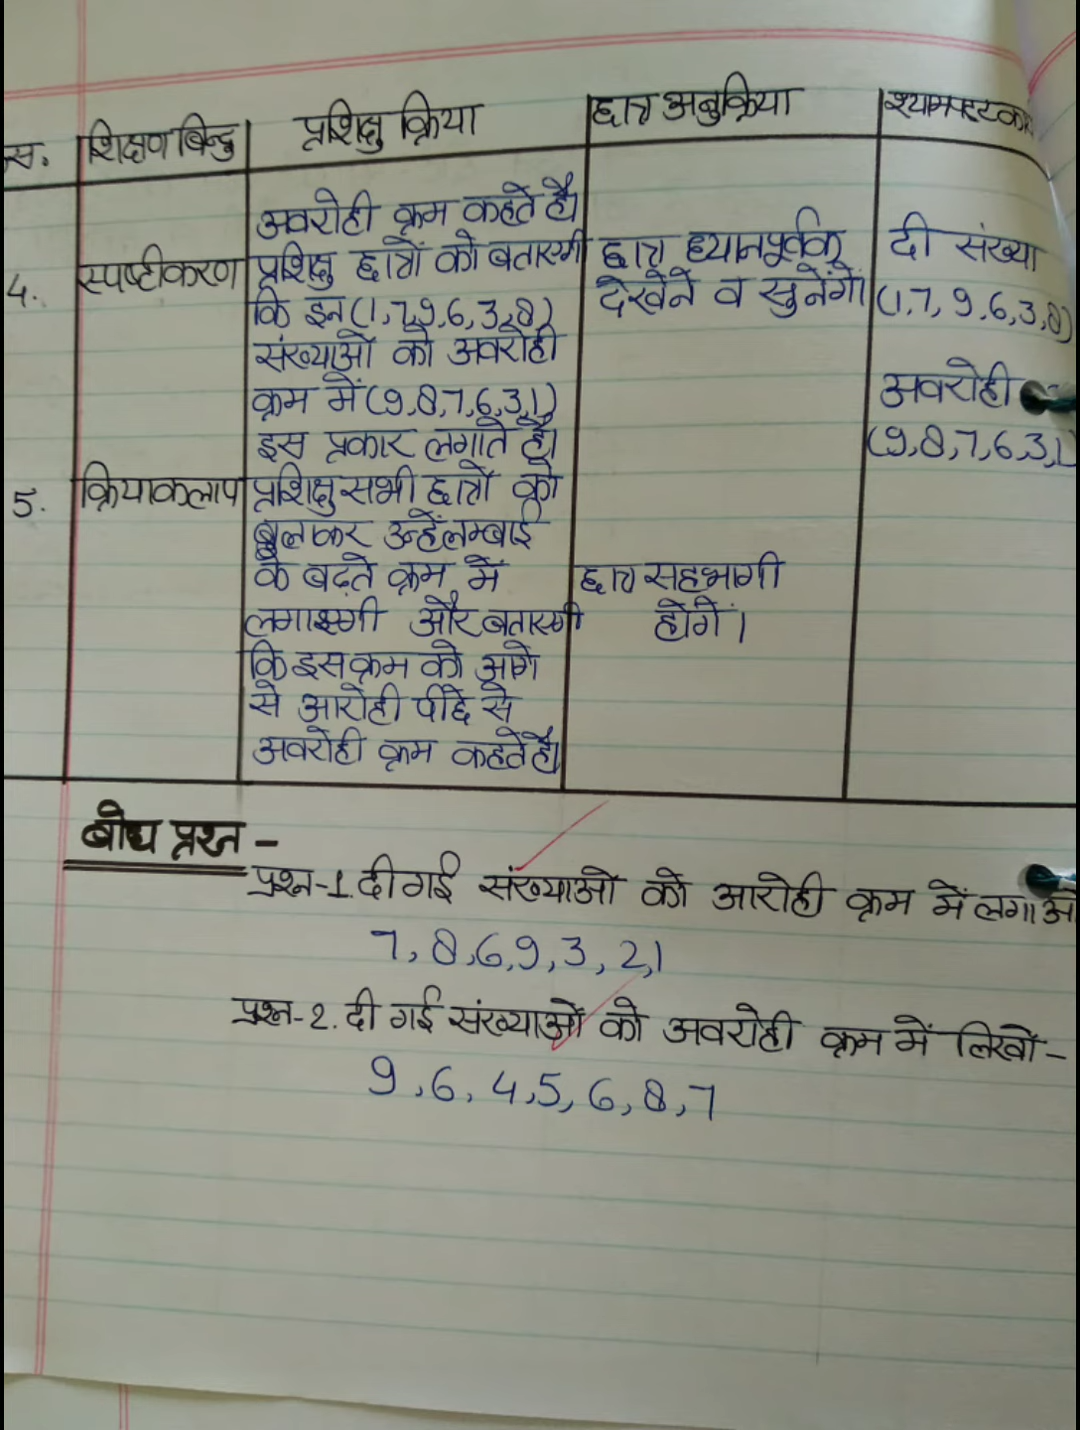 स. शिक्षण बिन्दु प्रशिक्षु क्रिया छात्र अनुक्रिया
अवरोही क्रम कहते है।
4. स्पष्टीकरण प्रशिक्षु छात्रों को बताएगी छात्र ध्यानपूर्वक दी संख्या
कि इन (1,7,9,6,3,8) देखेने व सुनेंगे। (1,7,9,6,3,8)
संख्याओं को अवरोही
क्रम में (9,8,7,6,3,1) अवरोही
इस प्रकार लगाते है। (9,8,7,6,3,1
5. क्रियाकलाप प्रशिक्षु सभी छात्रों को
बुलाकर उन्हें लम्बाई
के बढ़ते क्रम में छात्र सहभागी
लगाएगी और बताएगी होगें।
कि इस क्रम को आगे
से आरोही पीछे से
अवरोही क्रम कहते है।
बोध प्रश्न -
प्रश्न-1. दी गई संख्याओं को आरोही क्रम में लगाओ
7, 8, 6, 9, 3, 2, 1
प्रश्न-2. दी गई संख्याओं को अवरोही क्रम में लिखो -
9, 6, 4, 5, 6, 8, 7